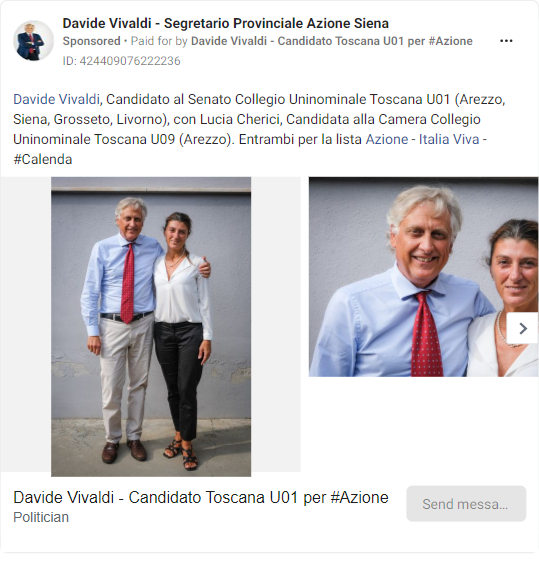 Davide Vivaldi - Segretario Provinciale Azione Siena
Sponsored • Paid for by Davide Vivaldi - Candidato Toscana U01 per #Azione
ID: 424409076222236
Davide Vivaldi, Candidato al Senato Collegio Uninominale Toscana U01 (Arezzo,
Siena, Grosseto, Livorno), con Lucia Cherici, Candidata alla Camera Collegio
Uninominale Toscana U09 (Arezzo). Entrambi per la lista Azione - Italia Viva -
#Calenda
Davide Vivaldi - Candidato Toscana U01 per #Azione
Politician
Send messa...